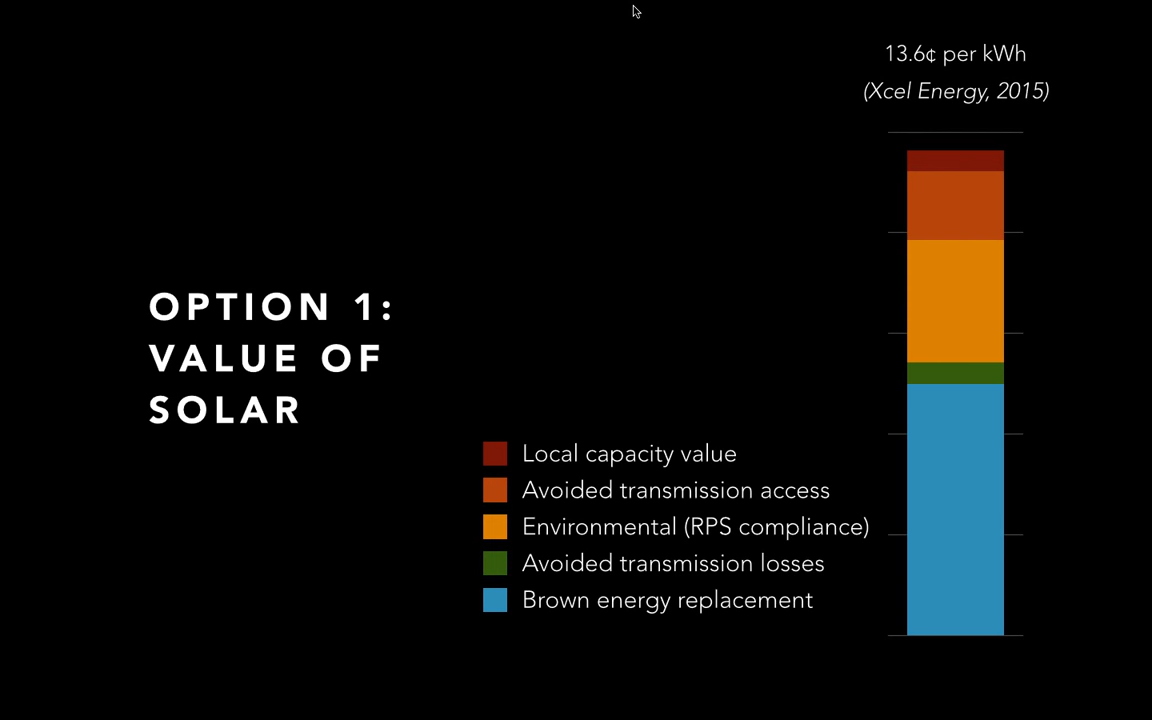 13.6¢ per kWh
(Xcel Energy, 2015)
OPTION 1:
VALUE OF
SOLAR
Local capacity value
Avoided transmission access
Environmental (RPS compliance)
Avoided transmission losses
Brown energy replacement